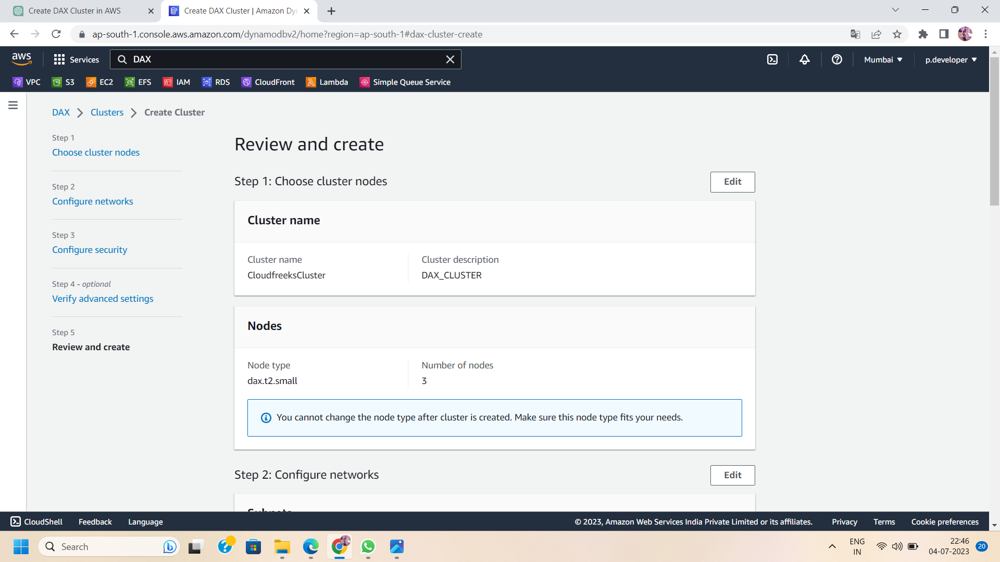 Create DAX Cluster in AWS
Create DAX Cluster | Amazon Dy
ap-south-1.console.aws.amazon.com/dynamodbv2/home?region=ap-south-1#dax-cluster-create
aws
Services
DAX
Mumbai
p.developer
VPC
S3
EC2
EFS
IAM
RDS
CloudFront
Lambda
Simple Queue Service
DAX
Clusters
Create Cluster
Step 1
Choose cluster nodes
Step 2
Configure networks
Step 3
Configure security
Step 4 - optional
Verify advanced settings
Step 5
Review and create
Review and create
Step 1: Choose cluster nodes
Edit
Cluster name
Cluster name
CloudfreeksCluster
Cluster description
DAX_CLUSTER
Nodes
Node type
dax.t2.small
Number of nodes
3
You cannot change the node type after cluster is created. Make sure this node type fits your needs.
Step 2: Configure networks
Edit
Subnets
CloudShell
Feedback
Language
© 2023, Amazon Web Services India Private Limited or its affiliates.
Privacy
Terms
Cookie preferences
Search
ENG
IN
22:46
04-07-2023
20